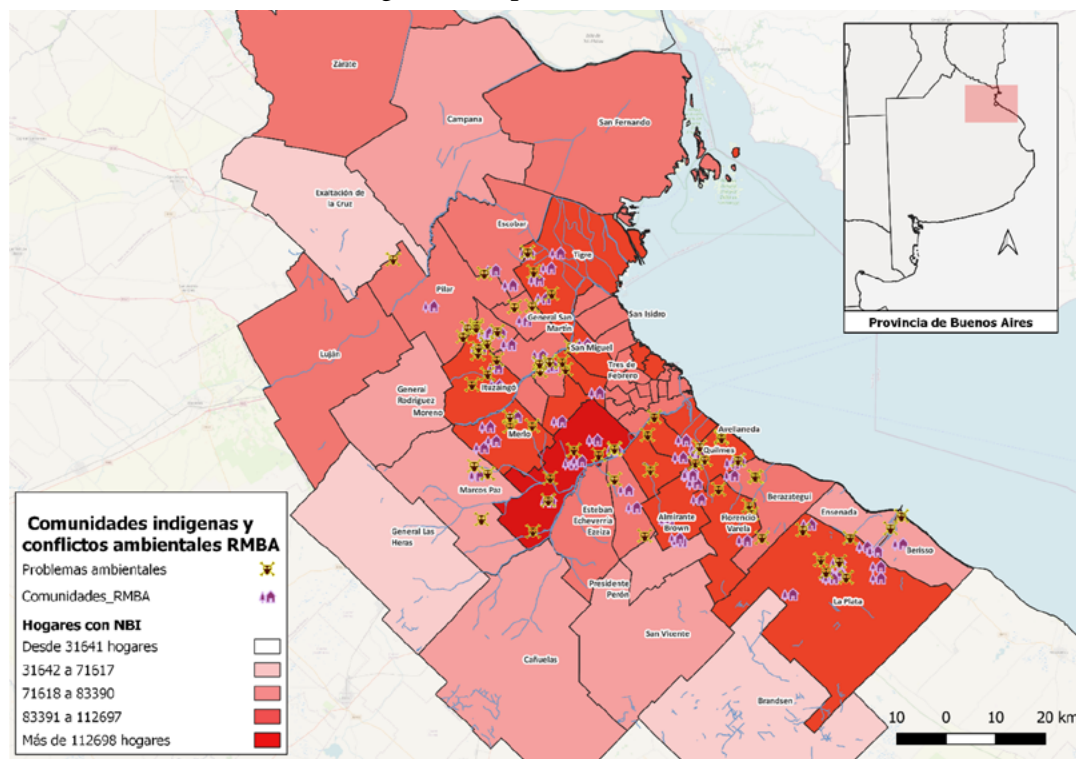 Zárate
Campana
San Fernando
Exaltación de
la Cruz
Escobar
Tigre
Pilar
General San
Martín
San Isidro
Luján
San Miguel
Tres de
Febrero
General
Rodríguez
Moreno
Ituzaingó
Merlo
Avellaneda
Quilmes
Marcos Paz
Berazategui
General Las
Heras
Esteban
Echeverría
Ezeiza
Almirante
Brown
Florencio
Varela
Ensenada
Berisso
Presidente
Perón
La Plata
San Vicente
Cañuelas
Brandsen
Provincia de Buenos Aires
Comunidades indigenas y
conflictos ambientales RMBA
Problemas ambientales
Comunidades_RMBA
Hogares con NBI
Desde 31641 hogares
31642 a 71617
71618 a 83390
83391 a 112697
Más de 112698 hogares
10 0 10 20 km